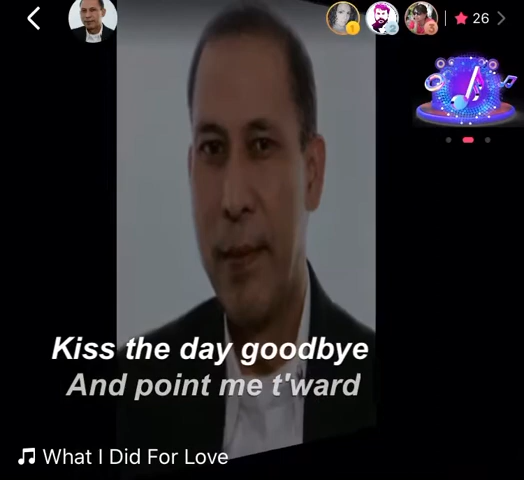 26
Kiss the day goodbye
And point me t'ward
What I Did For Love